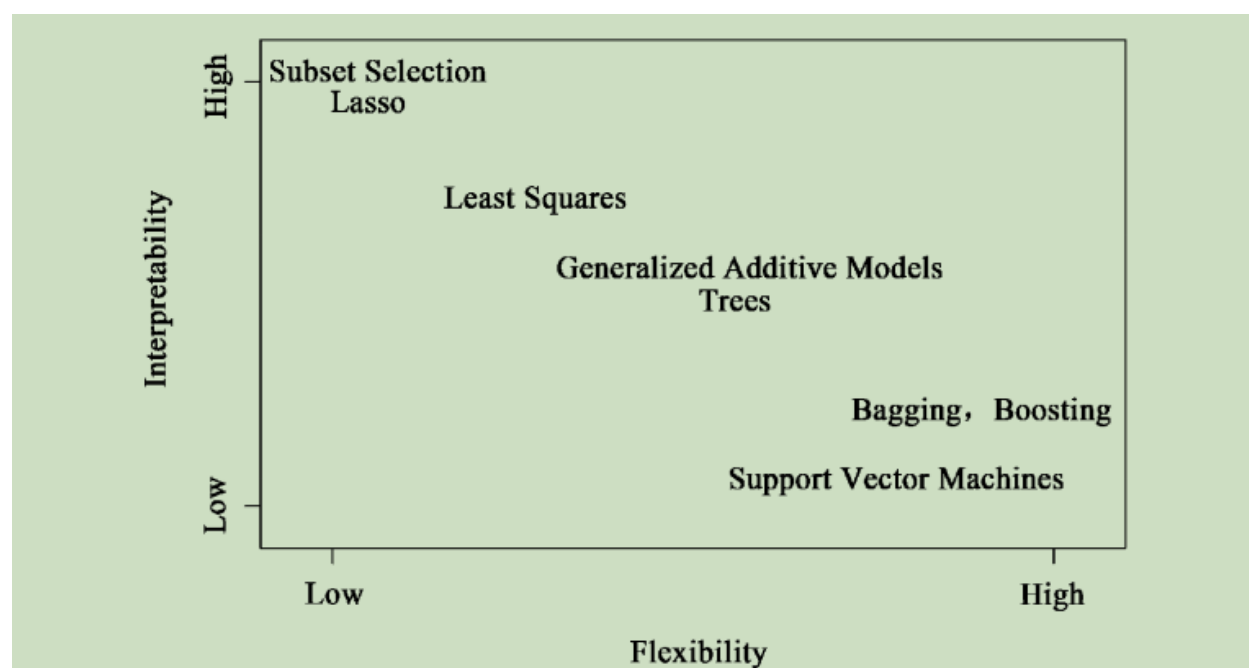 High
Subset Selection
Lasso
Least Squares
Interpretability
Generalized Additive Models
Trees
Bagging，Boosting
Support Vector Machines
Low
Low
High
Flexibility